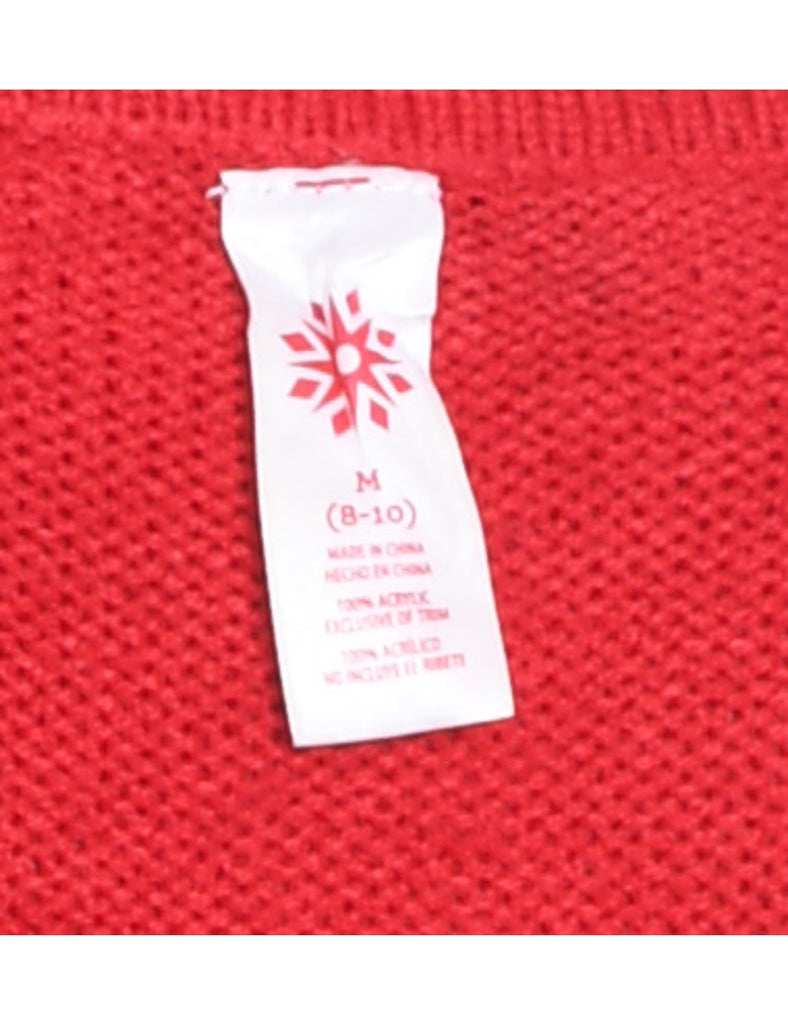 M
(8-10)
MADE IN CHINA
HECHO EN CHINA
100% ACRYLIC
EXCLUSIVE OF TRIM
100% ACRÍLICO
NO INCLUYE EL RIBETE